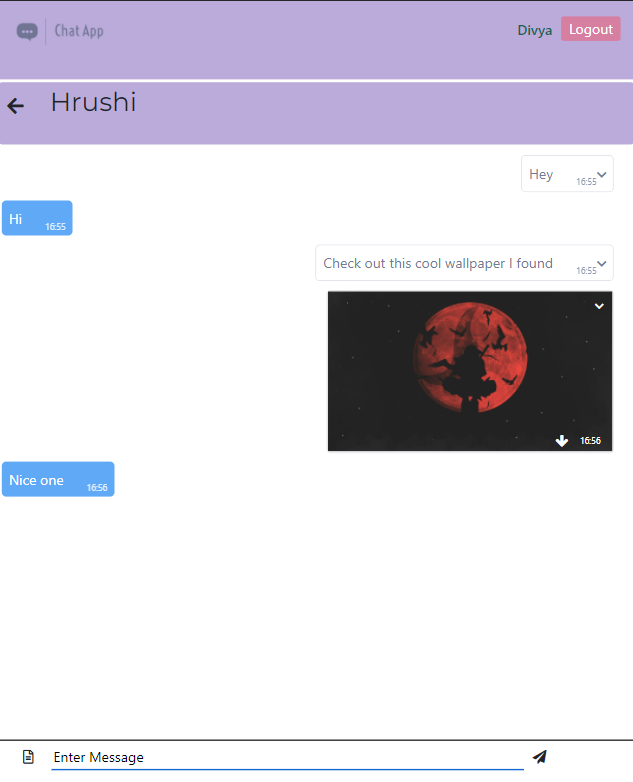 Chat App
Divya
Logout
Hrushi
Hey 16:55
Hi 16:55
Check out this cool wallpaper I found 16:55
16:56
Nice one 16:56
Enter Message